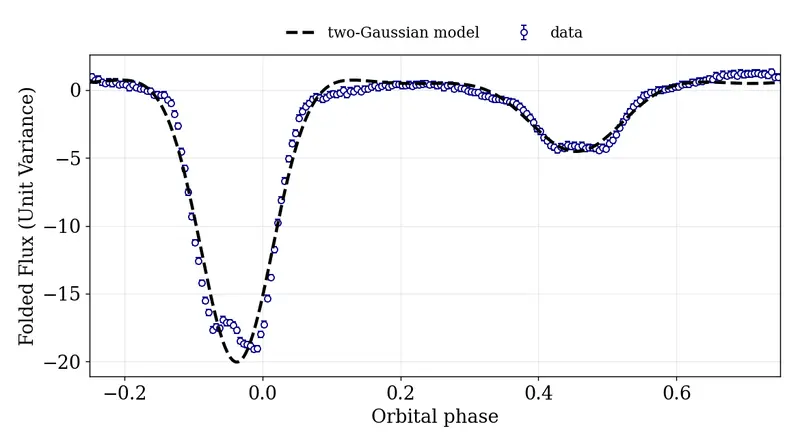 two-Gaussian model
data
Folded Flux (Unit Variance)
0
−5
−10
−15
−20
−0.2
0.0
0.2
0.4
0.6
Orbital phase